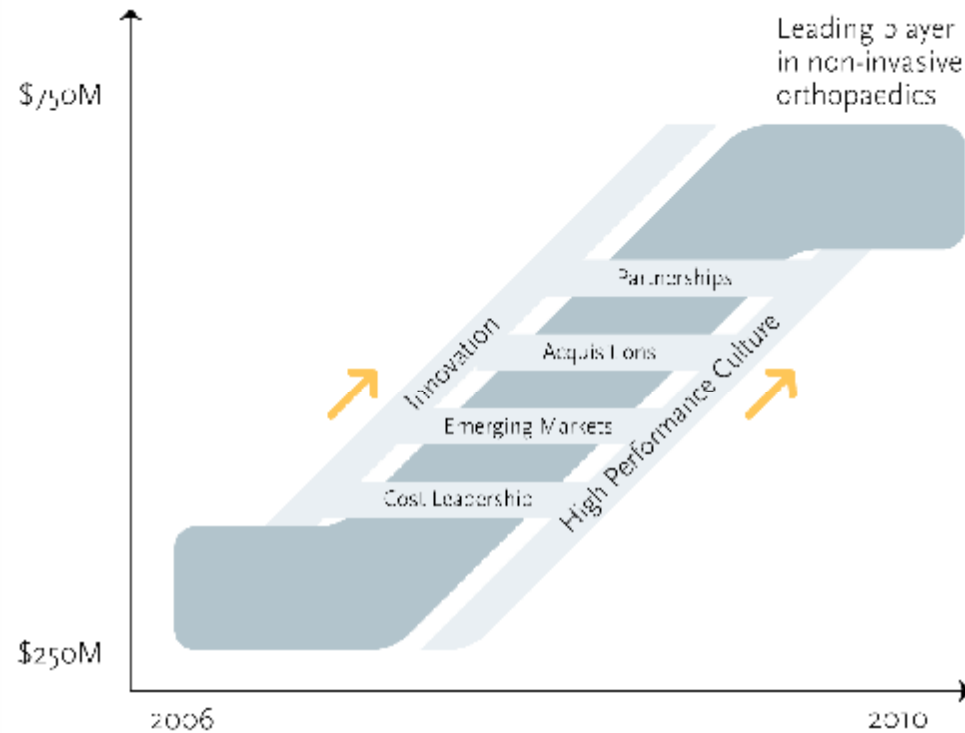 Leading player
in non-invasive
orthopaedics
$750M
Partnerships
Innovation
Acquisitions
High Performance Culture
Emerging Markets
Cost Leadership
$250M
2006
2010